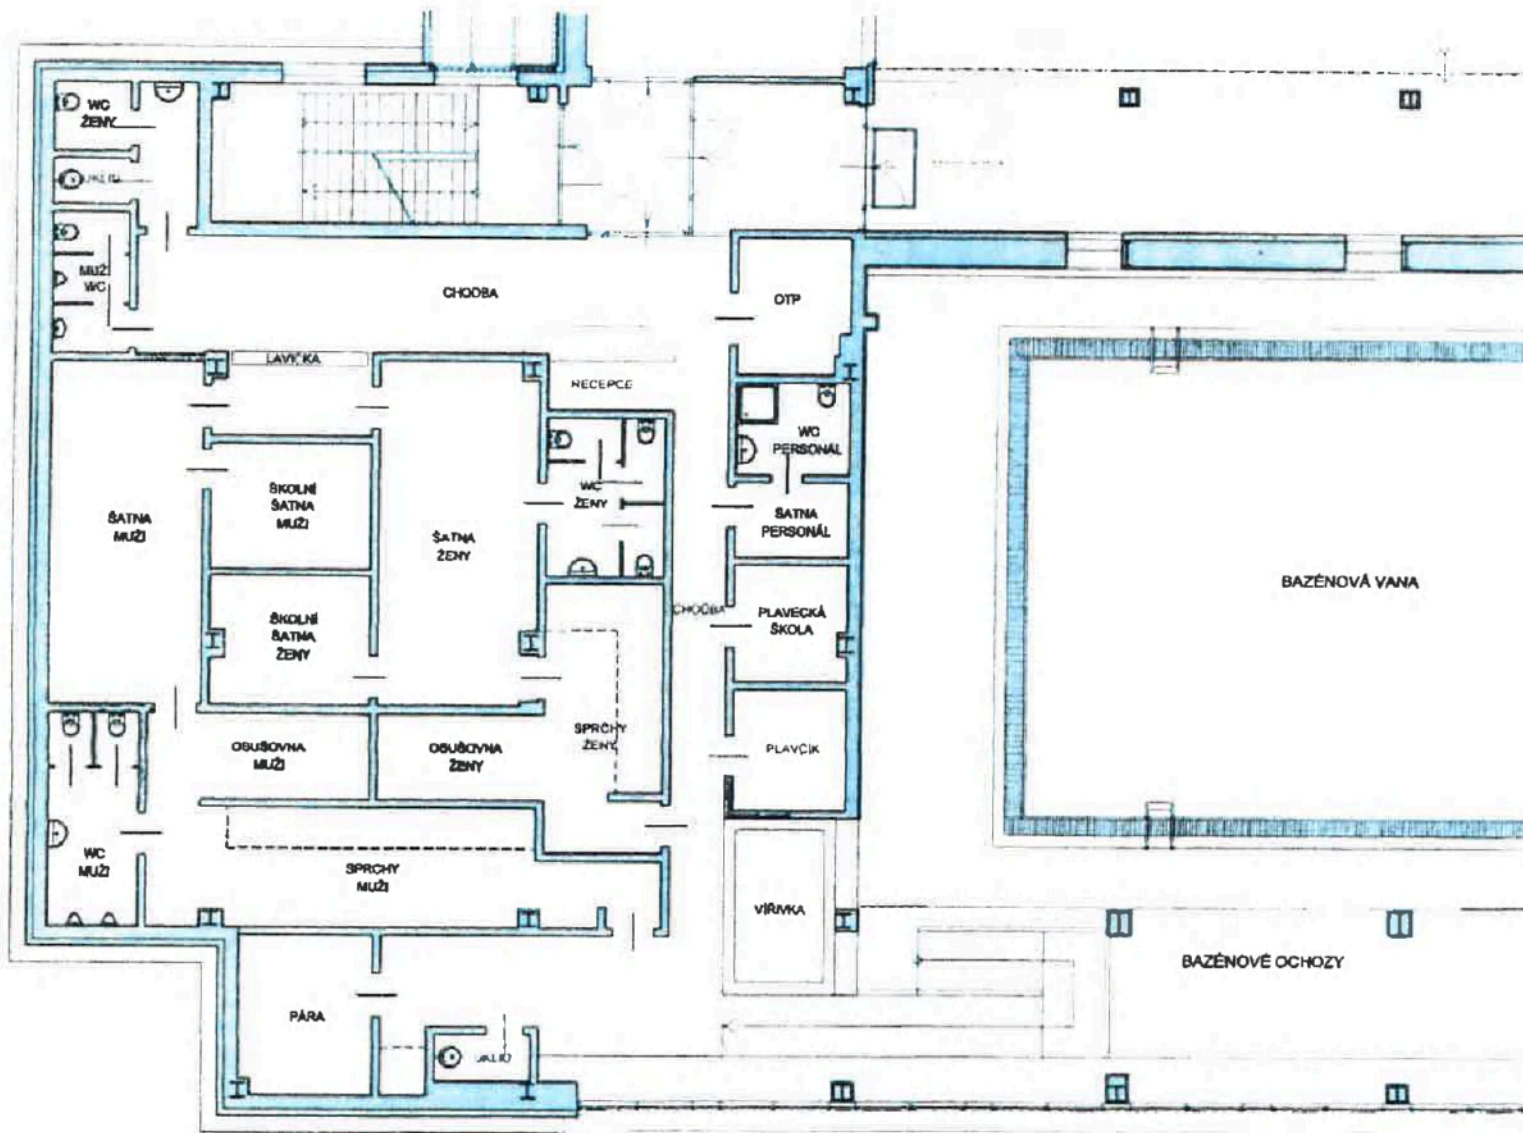 WC
ŽENY
ÚKLID
MUŽI
WC
CHODBA
OTP
LAVIČKA
RECEPCE
WC
PERSONÁL
ŠKOLNÍ
ŠATNA
MUŽI
WC
ŽENY
ŠATNA
MUŽI
ŠATNA
ŽENY
ŠATNA
PERSONÁL
BAZÉNOVÁ VANA
CHODBA
PLAVECKÁ
ŠKOLA
ŠKOLNÍ
ŠATNA
ŽENY
OSUŠOVNA
MUŽI
OSUŠOVNA
ŽENY
SPRCHY
ŽENY
PLAVČÍK
WC
MUŽI
SPRCHY
MUŽI
VÍŘIVKA
BAZÉNOVÉ OCHOZY
PÁRA
ÚKLID